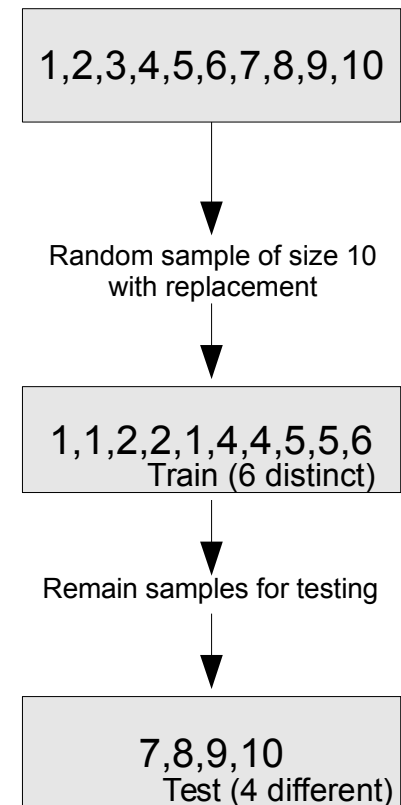 1,2,3,4,5,6,7,8,9,10
Random sample of size 10
with replacement
1,1,2,2,1,4,4,5,5,6
Train (6 distinct)
Remain samples for testing
7,8,9,10
Test (4 different)